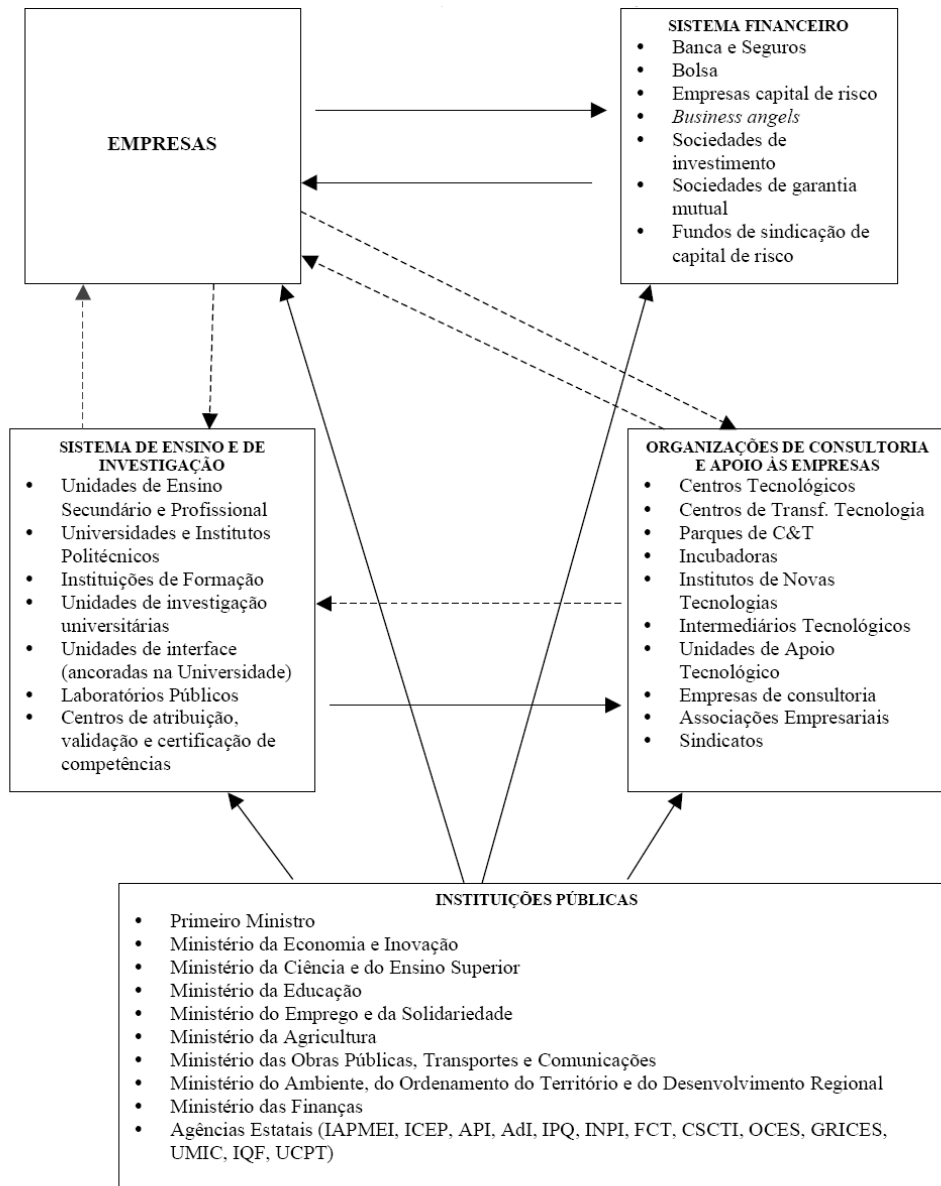 EMPRESAS
SISTEMA FINANCEIRO
• Banca e Seguros
• Bolsa
• Empresas capital de risco
• Business angels
• Sociedades de
investimento
• Sociedades de garantia
mutual
• Fundos de sindicação de
capital de risco
SISTEMA DE ENSINO E DE
INVESTIGAÇÃO
• Unidades de Ensino
Secundário e Profissional
• Universidades e Institutos
Politécnicos
• Instituições de Formação
• Unidades de investigação
universitárias
• Unidades de interface
(ancoradas na Universidade)
• Laboratórios Públicos
• Centros de atribuição,
validação e certificação de
competências
ORGANIZAÇÕES DE CONSULTORIA
E APOIO ÀS EMPRESAS
• Centros Tecnológicos
• Centros de Transf. Tecnologia
• Parques de C&T
• Incubadoras
• Institutos de Novas
Tecnologias
• Intermediários Tecnológicos
• Unidades de Apoio
Tecnológico
• Empresas de consultoria
• Associações Empresariais
• Sindicatos
INSTITUIÇÕES PÚBLICAS
• Primeiro Ministro
• Ministério da Economia e Inovação
• Ministério da Ciência e do Ensino Superior
• Ministério da Educação
• Ministério do Emprego e da Solidariedade
• Ministério da Agricultura
• Ministério das Obras Públicas, Transportes e Comunicações
• Ministério do Ambiente, do Ordenamento do Território e do Desenvolvimento Regional
• Ministério das Finanças
• Agências Estatais (IAPMEI, ICEP, API, AdI, IPQ, INPI, FCT, CSCTI, OCES, GRICES,
UMIC, IQF, UCPT)